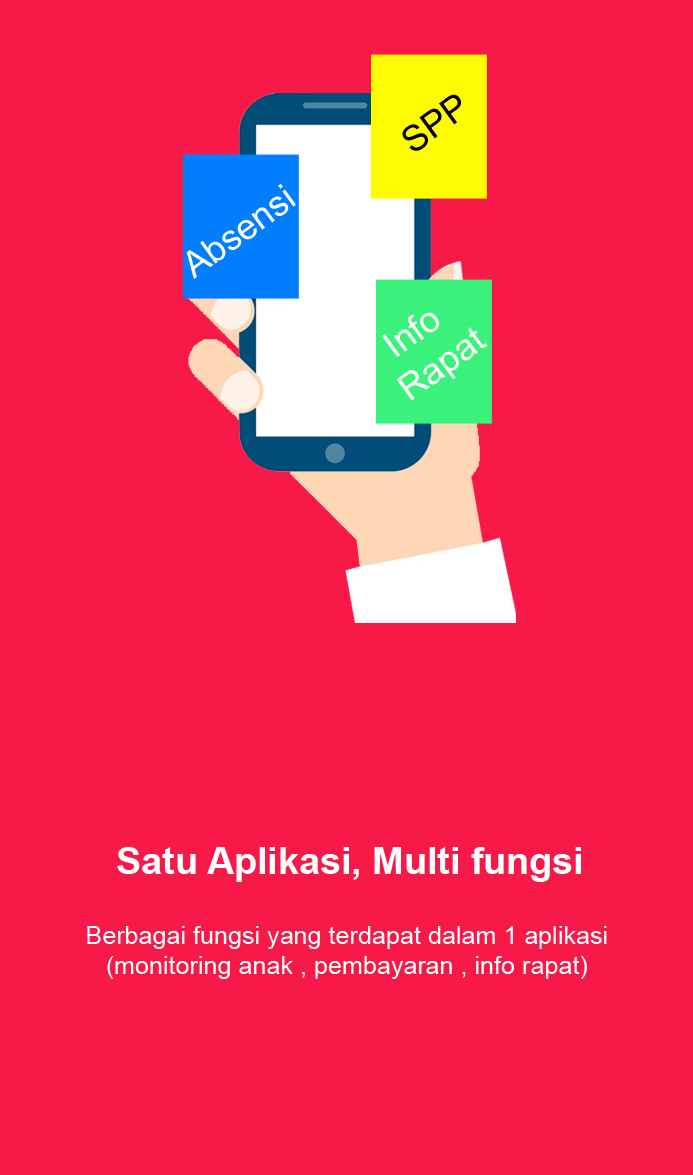 SPP
Absensi
Info
Rapat
Satu Aplikasi, Multi fungsi
Berbagai fungsi yang terdapat dalam 1 aplikasi
(monitoring anak , pembayaran , info rapat)